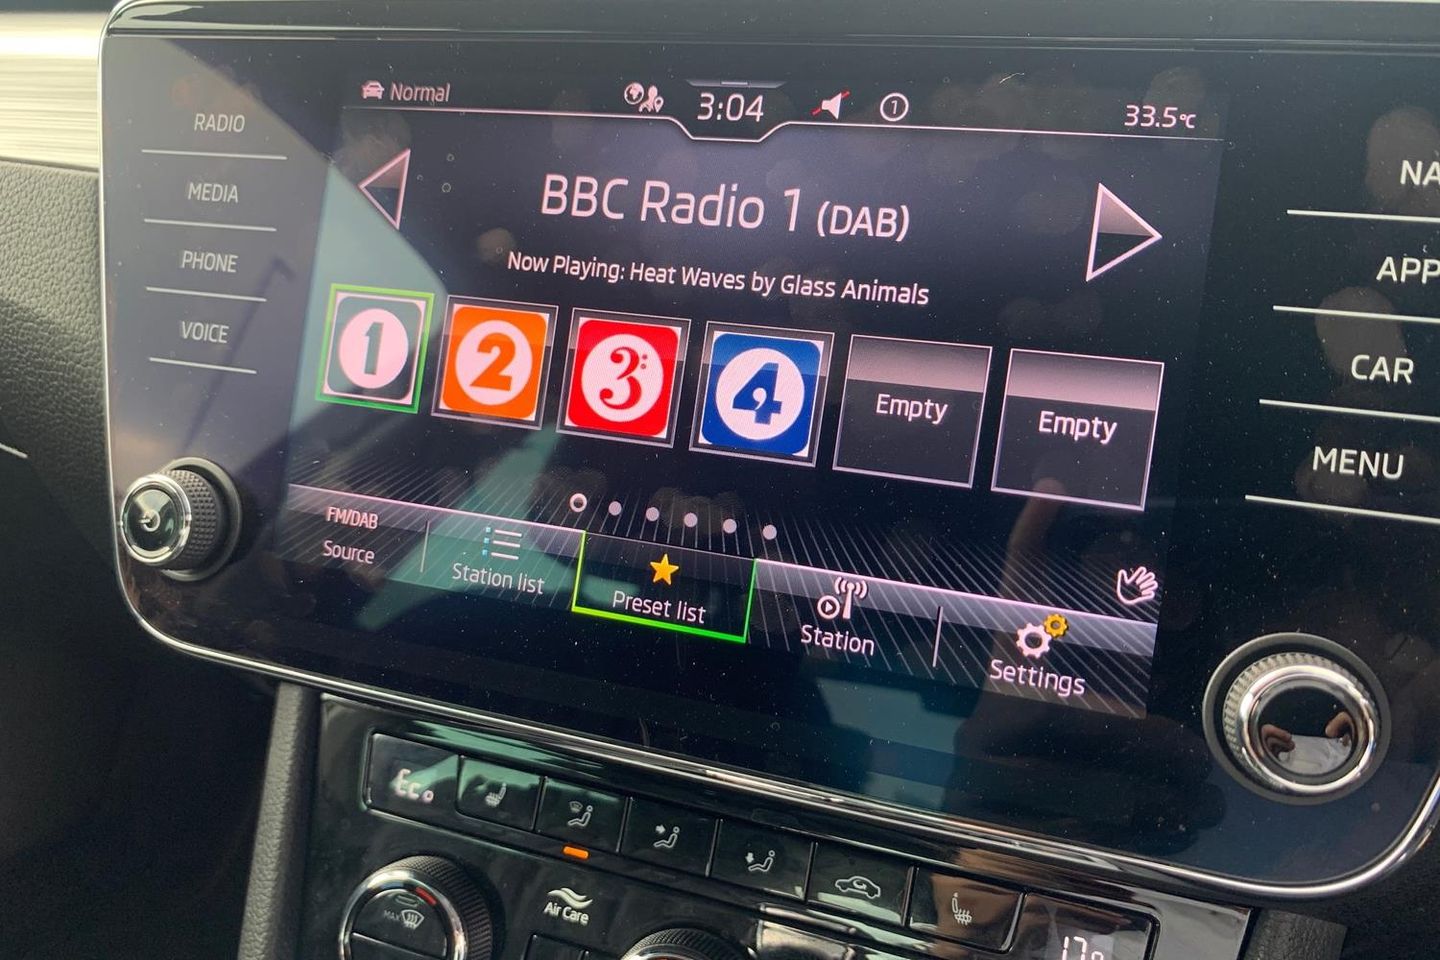 Normal
3:04
1
33.5°C
RADIO
MEDIA
PHONE
VOICE
BBC Radio 1 (DAB)
Now Playing: Heat Waves by Glass Animals
1
2
3
4
Empty
Empty
FM/DAB
Source
Station list
Preset list
Station
Settings
NA
APP
CAR
MENU
Eco
MAX
Air Care